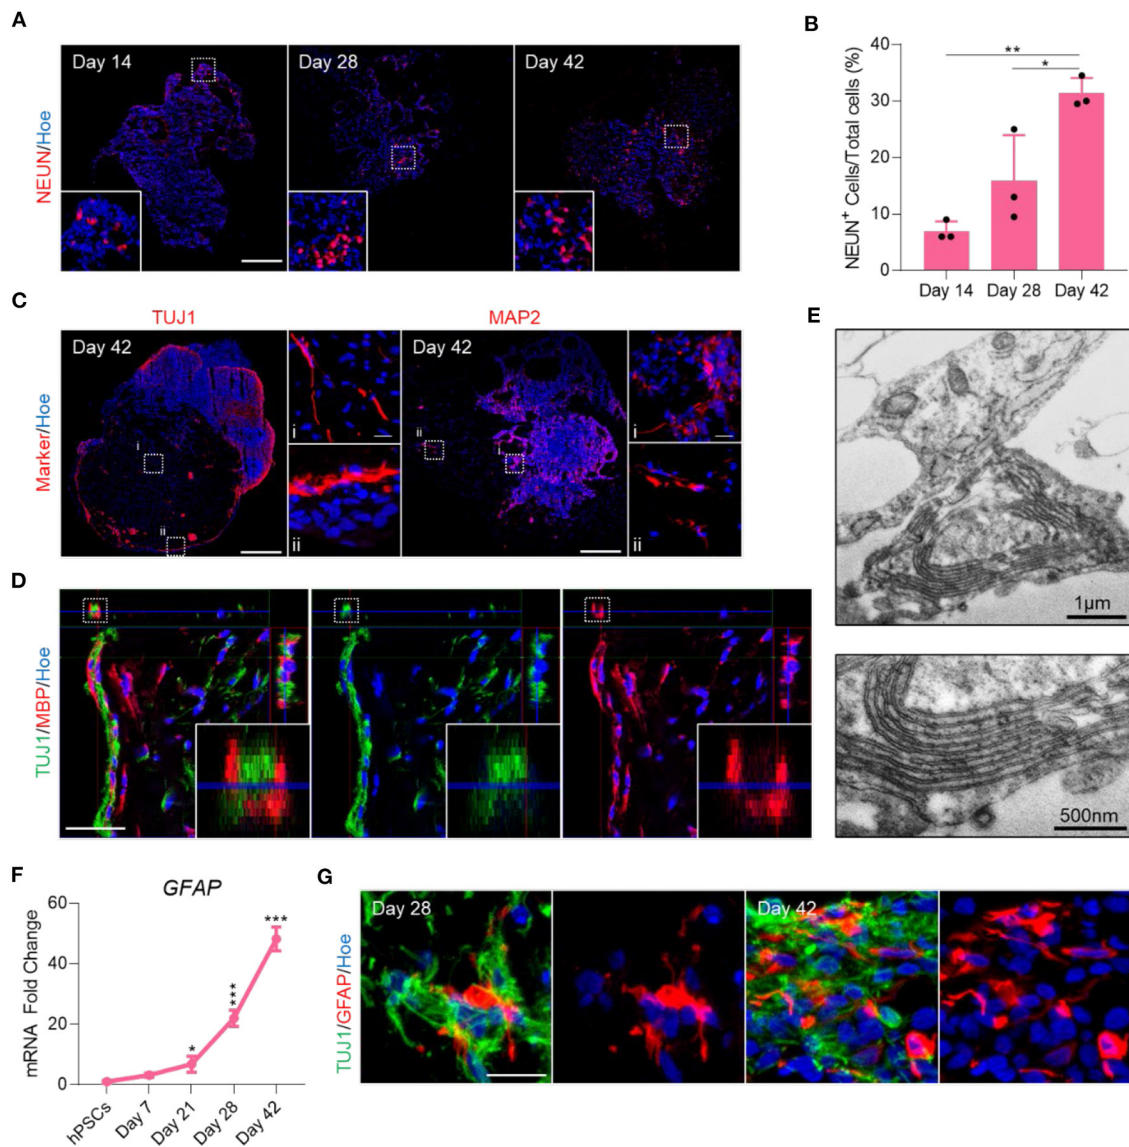 A
NEUN/Hoe
Day 14
Day 28
Day 42
B
NEUN+ Cells/Total cells (%)
40
30
20
10
0
**
*
Day 14
Day 28
Day 42
C
TUJ1
MAP2
Marker/Hoe
Day 42
i
ii
i
ii
Day 42
ii
i
i
ii
D
TUJ1/MBP/Hoe
E
1μm
500nm
F
GFAP
mRNA Fold Change
60
40
20
0
*
***
***
hPSCs
Day 7
Day 21
Day 28
Day 42
G
TUJ1/GFAP/Hoe
Day 28
Day 42